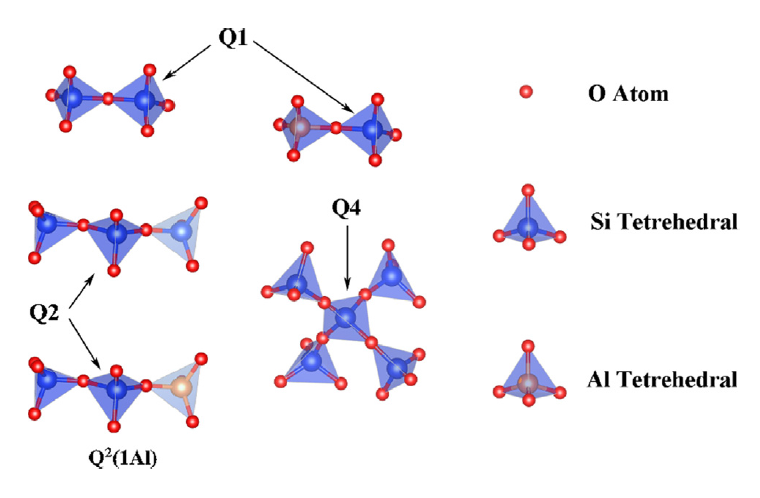 Q1
O Atom
Q4
Si Tetrehedral
Q2
Al Tetrehedral
Q²(1Al)